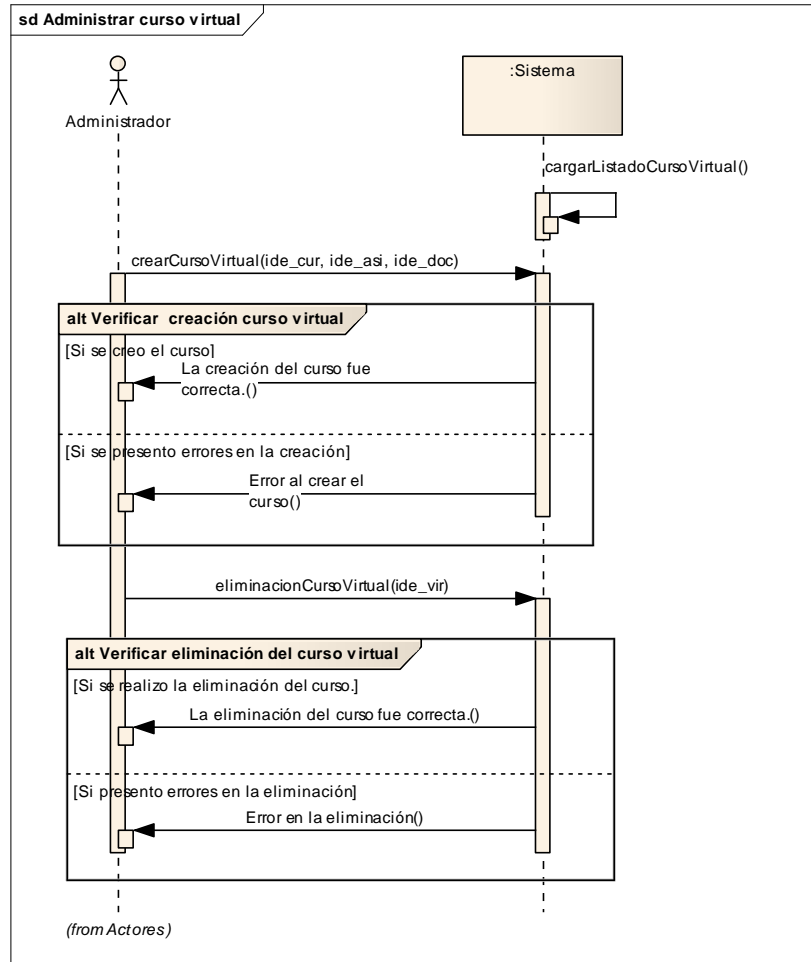 sd Administrar curso virtual
Administrador
:Sistema
cargarListadoCursoVirtual()
crearCursoVirtual(ide_cur, ide_asi, ide_doc)
alt Verificar creación curso virtual
[Si se creo el curso]
La creación del curso fue
correcta.()
[Si se presento errores en la creación]
Error al crear el
curso()
eliminacionCursoVirtual(ide_vir)
alt Verificar eliminación del curso virtual
[Si se realizo la eliminación del curso.]
La eliminación del curso fue correcta.()
[Si presento errores en la eliminación]
Error en la eliminación()
(from Actores)